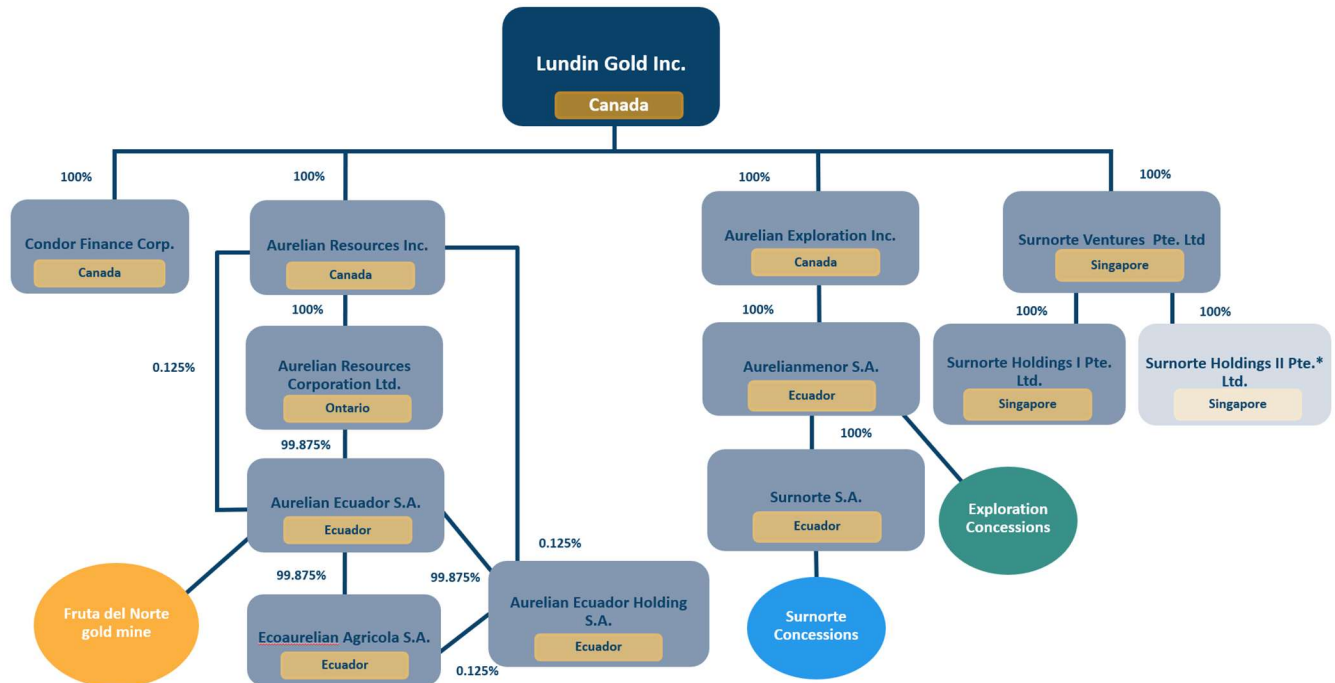 Lundin Gold Inc.
Canada
100%
100%
100%
100%
Condor Finance Corp.
Canada
Aurelian Resources Inc.
Canada
Aurelian Exploration Inc.
Canada
Surnorte Ventures Pte. Ltd
Singapore
100%
100%
100%
100%
0.125%
Aurelian Resources
Corporation Ltd.
Ontario
Aurelianmenor S.A.
Ecuador
Surnorte Holdings I Pte.
Ltd.
Singapore
Surnorte Holdings II Pte.*
Ltd.
Singapore
99.875%
100%
Aurelian Ecuador S.A.
Ecuador
Surnorte S.A.
Ecuador
Exploration
Concessions
0.125%
99.875%
99.875%
Fruta del Norte
gold mine
Ecoaurelian Agricola S.A.
Ecuador
Aurelian Ecuador Holding
S.A.
Ecuador
Surnorte
Concessions
0.125%